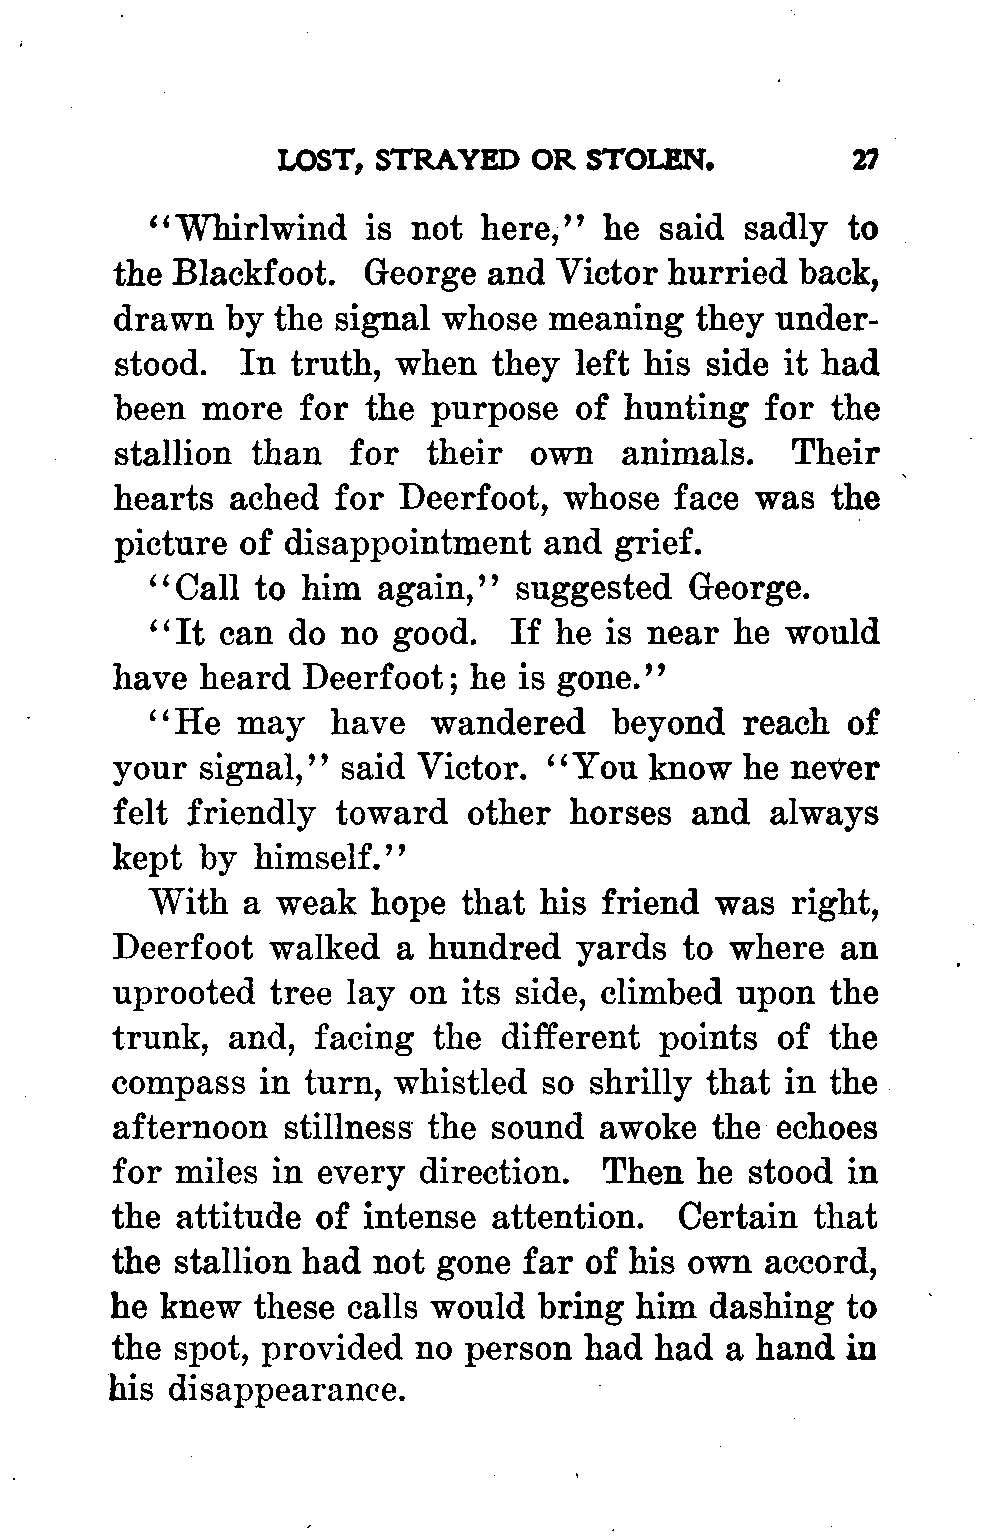 LOST, STRAYED OR STOLEN. 27
"Whirlwind is not here," he said sadly to
the Blackfoot. George and Victor hurried back,
drawn by the signal whose meaning they under-
stood. In truth, when they left his side it had
been more for the purpose of hunting for the
stallion than for their own animals. Their
hearts ached for Deerfoot, whose face was the
picture of disappointment and grief.
"Call to him again," suggested George.
"It can do no good. If he is near he would
have heard Deerfoot; he is gone."
"He may have wandered beyond reach of
your signal," said Victor. "You know he never
felt friendly toward other horses and always
kept by himself."
With a weak hope that his friend was right,
Deerfoot walked a hundred yards to where an
uprooted tree lay on its side, climbed upon the
trunk, and, facing the different points of the
compass in turn, whistled so shrilly that in the
afternoon stillness the sound awoke the echoes
for miles in every direction. Then he stood in
the attitude of intense attention. Certain that
the stallion had not gone far of his own accord,
he knew these calls would bring him dashing to
the spot, provided no person had had a hand in
his disappearance.